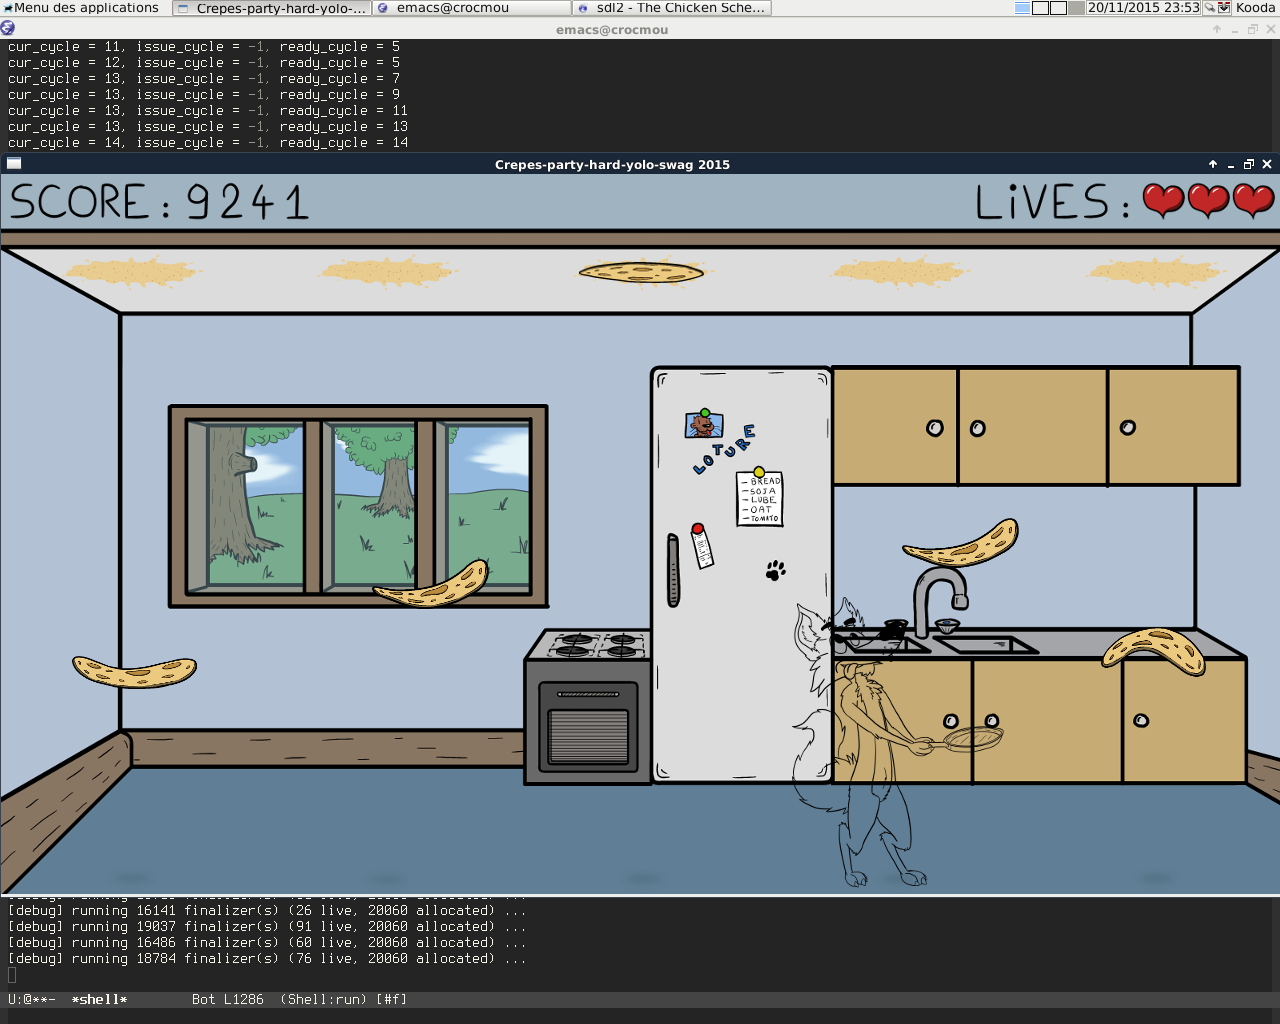 Menu des applications
Crepes-party-hard-yolo-...
emacs@crocmou
sdl2 - The Chicken Sche...
20/11/2015 23:53
Kooda
emacs@crocmou
cur_cycle = 11, issue_cycle = -1, ready_cycle = 5
cur_cycle = 12, issue_cycle = -1, ready_cycle = 5
cur_cycle = 13, issue_cycle = -1, ready_cycle = 7
cur_cycle = 13, issue_cycle = -1, ready_cycle = 9
cur_cycle = 13, issue_cycle = -1, ready_cycle = 11
cur_cycle = 13, issue_cycle = -1, ready_cycle = 13
cur_cycle = 14, issue_cycle = -1, ready_cycle = 14
Crepes-party-hard-yolo-swag 2015
SCORE: 9241
LiVES:
LOTURE
- BREAD
- SOJA
- LUBE
- OAT
- TOMATO
[debug] running 16141 finalizer(s) (26 live, 20060 allocated) ...
[debug] running 19037 finalizer(s) (91 live, 20060 allocated) ...
[debug] running 16486 finalizer(s) (60 live, 20060 allocated) ...
[debug] running 18784 finalizer(s) (76 live, 20060 allocated) ...
U:@**-  *shell*        Bot L1286  (Shell:run) [#f]